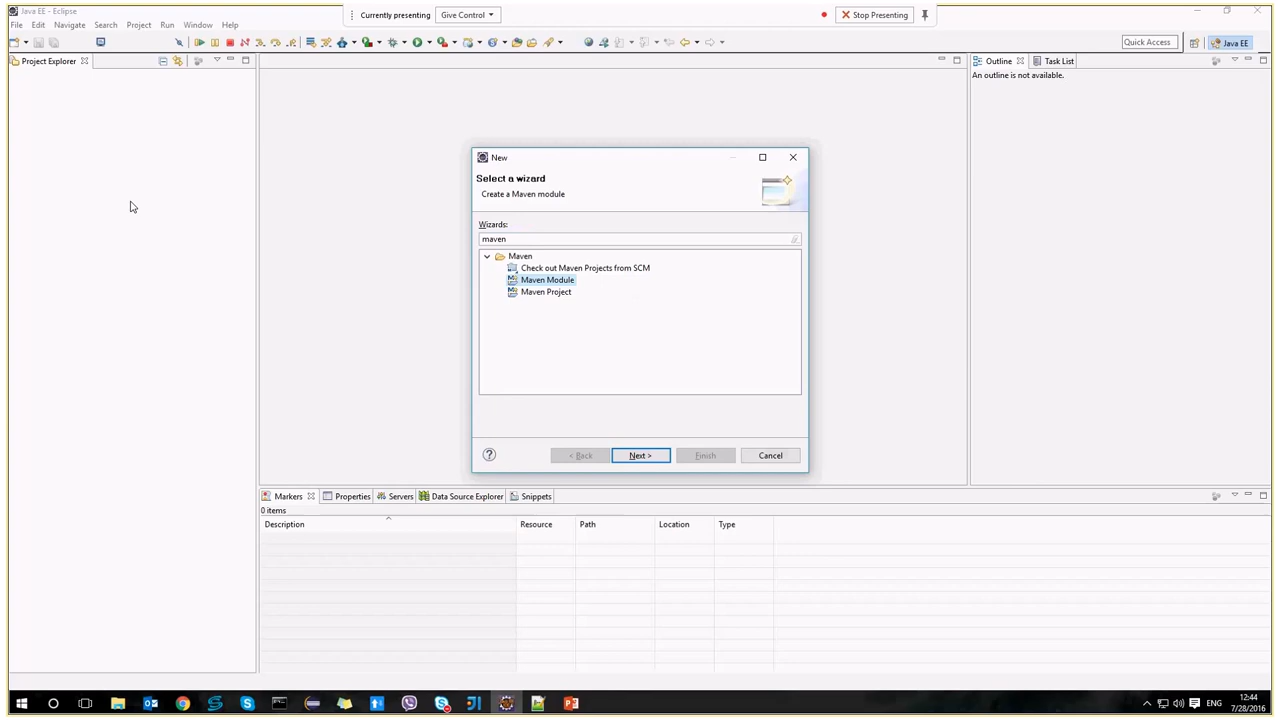 Java EE - Eclipse
Currently presenting Give Control Stop Presenting
File Edit Navigate Search Project Run Window Help
Quick Access Java EE
Project Explorer
Outline Task List
An outline is not available.
New
Select a wizard
Create a Maven module
Wizards:
maven
Maven
Check out Maven Projects from SCM
Maven Module
Maven Project
? < Back Next > Finish Cancel
Markers Properties Servers Data Source Explorer Snippets
0 items
Description Resource Path Location Type
ENG
12:44
7/28/2016